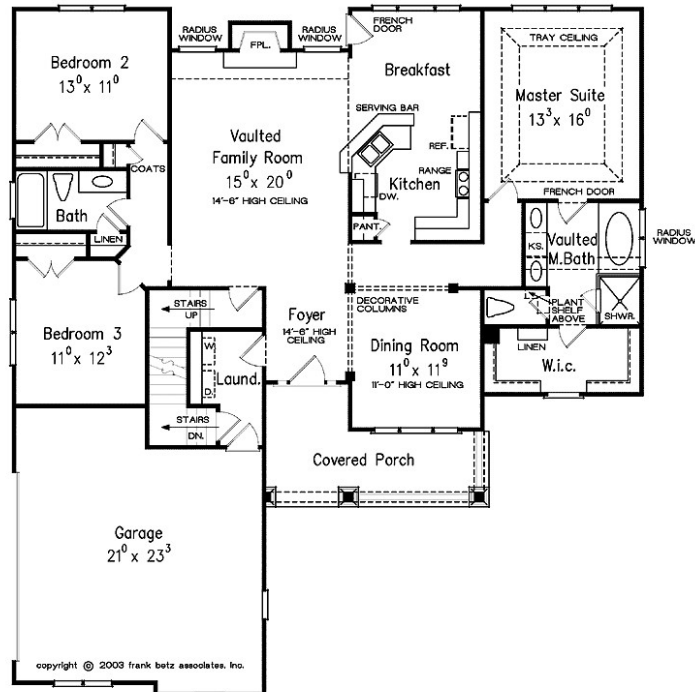 RADIUS
WINDOW
FPL.
RADIUS
WINDOW
FRENCH
DOOR
Bedroom 2
13⁰ x 11⁰
Breakfast
TRAY CEILING
Master Suite
13³ x 16⁰
SERVING BAR
Vaulted
Family Room
15⁰ x 20⁰
14'-6" HIGH CEILING
REF.
RANGE
Kitchen
DW.
PANT.
FRENCH DOOR
COATS
Bath
LINEN
KS.
Vaulted
M.Bath
RADIUS
WINDOW
STAIRS
UP
Foyer
14'-6" HIGH
CEILING
DECORATIVE
COLUMNS
PLANT
SHELF
ABOVE
SHWR.
Bedroom 3
11⁰ x 12³
W
Laund.
D
Dining Room
11⁰ x 11⁹
11'-0" HIGH CEILING
LINEN
W.i.c.
STAIRS
DN.
Covered Porch
Garage
21⁰ x 23³
copyright © 2003 frank betz associates, inc.